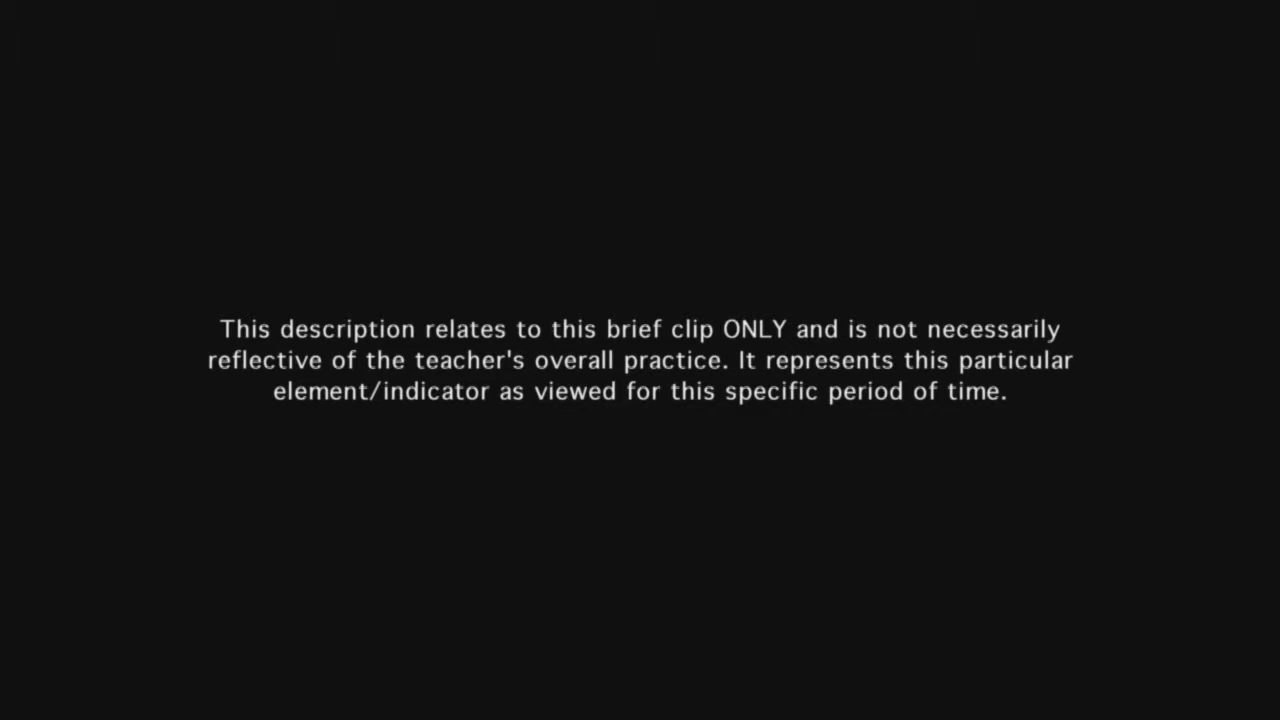 This description relates to this brief clip ONLY and is not necessarily
reflective of the teacher's overall practice. It represents this particular
element/indicator as viewed for this specific period of time.